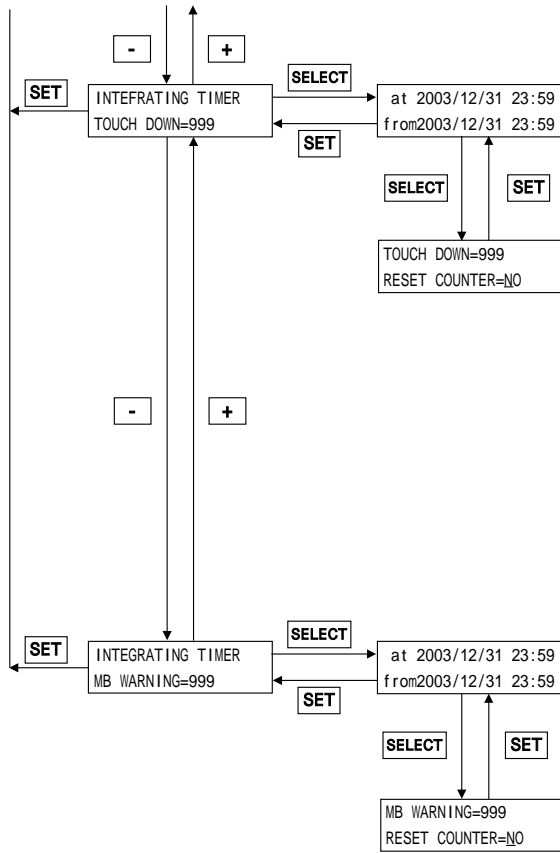 - +
SET
INTEFRATING TIMER
TOUCH DOWN=999
SELECT
SET
at 2003/12/31 23:59
from2003/12/31 23:59
SELECT SET
TOUCH DOWN=999
RESET COUNTER=NO
- +
SET
INTEGRATING TIMER
MB WARNING=999
SELECT
SET
at 2003/12/31 23:59
from2003/12/31 23:59
SELECT SET
MB WARNING=999
RESET COUNTER=NO